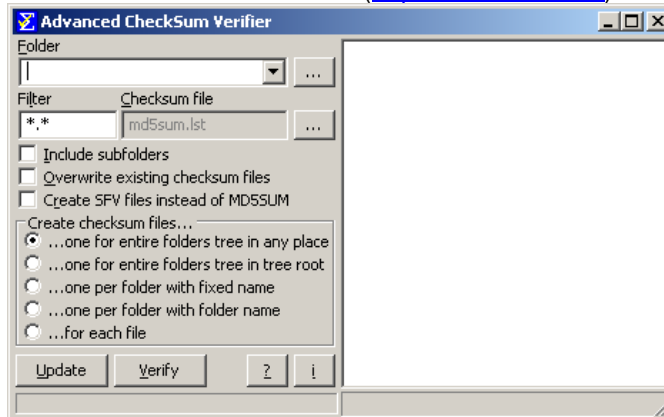 Advanced CheckSum Verifier
Folder
...
Filter Checksum file
*.* md5sum.lst ...
Include subfolders
Overwrite existing checksum files
Create SFV files instead of MD5SUM
Create checksum files...
...one for entire folders tree in any place
...one for entire folders tree in tree root
...one per folder with fixed name
...one per folder with folder name
...for each file
Update Verify ? i